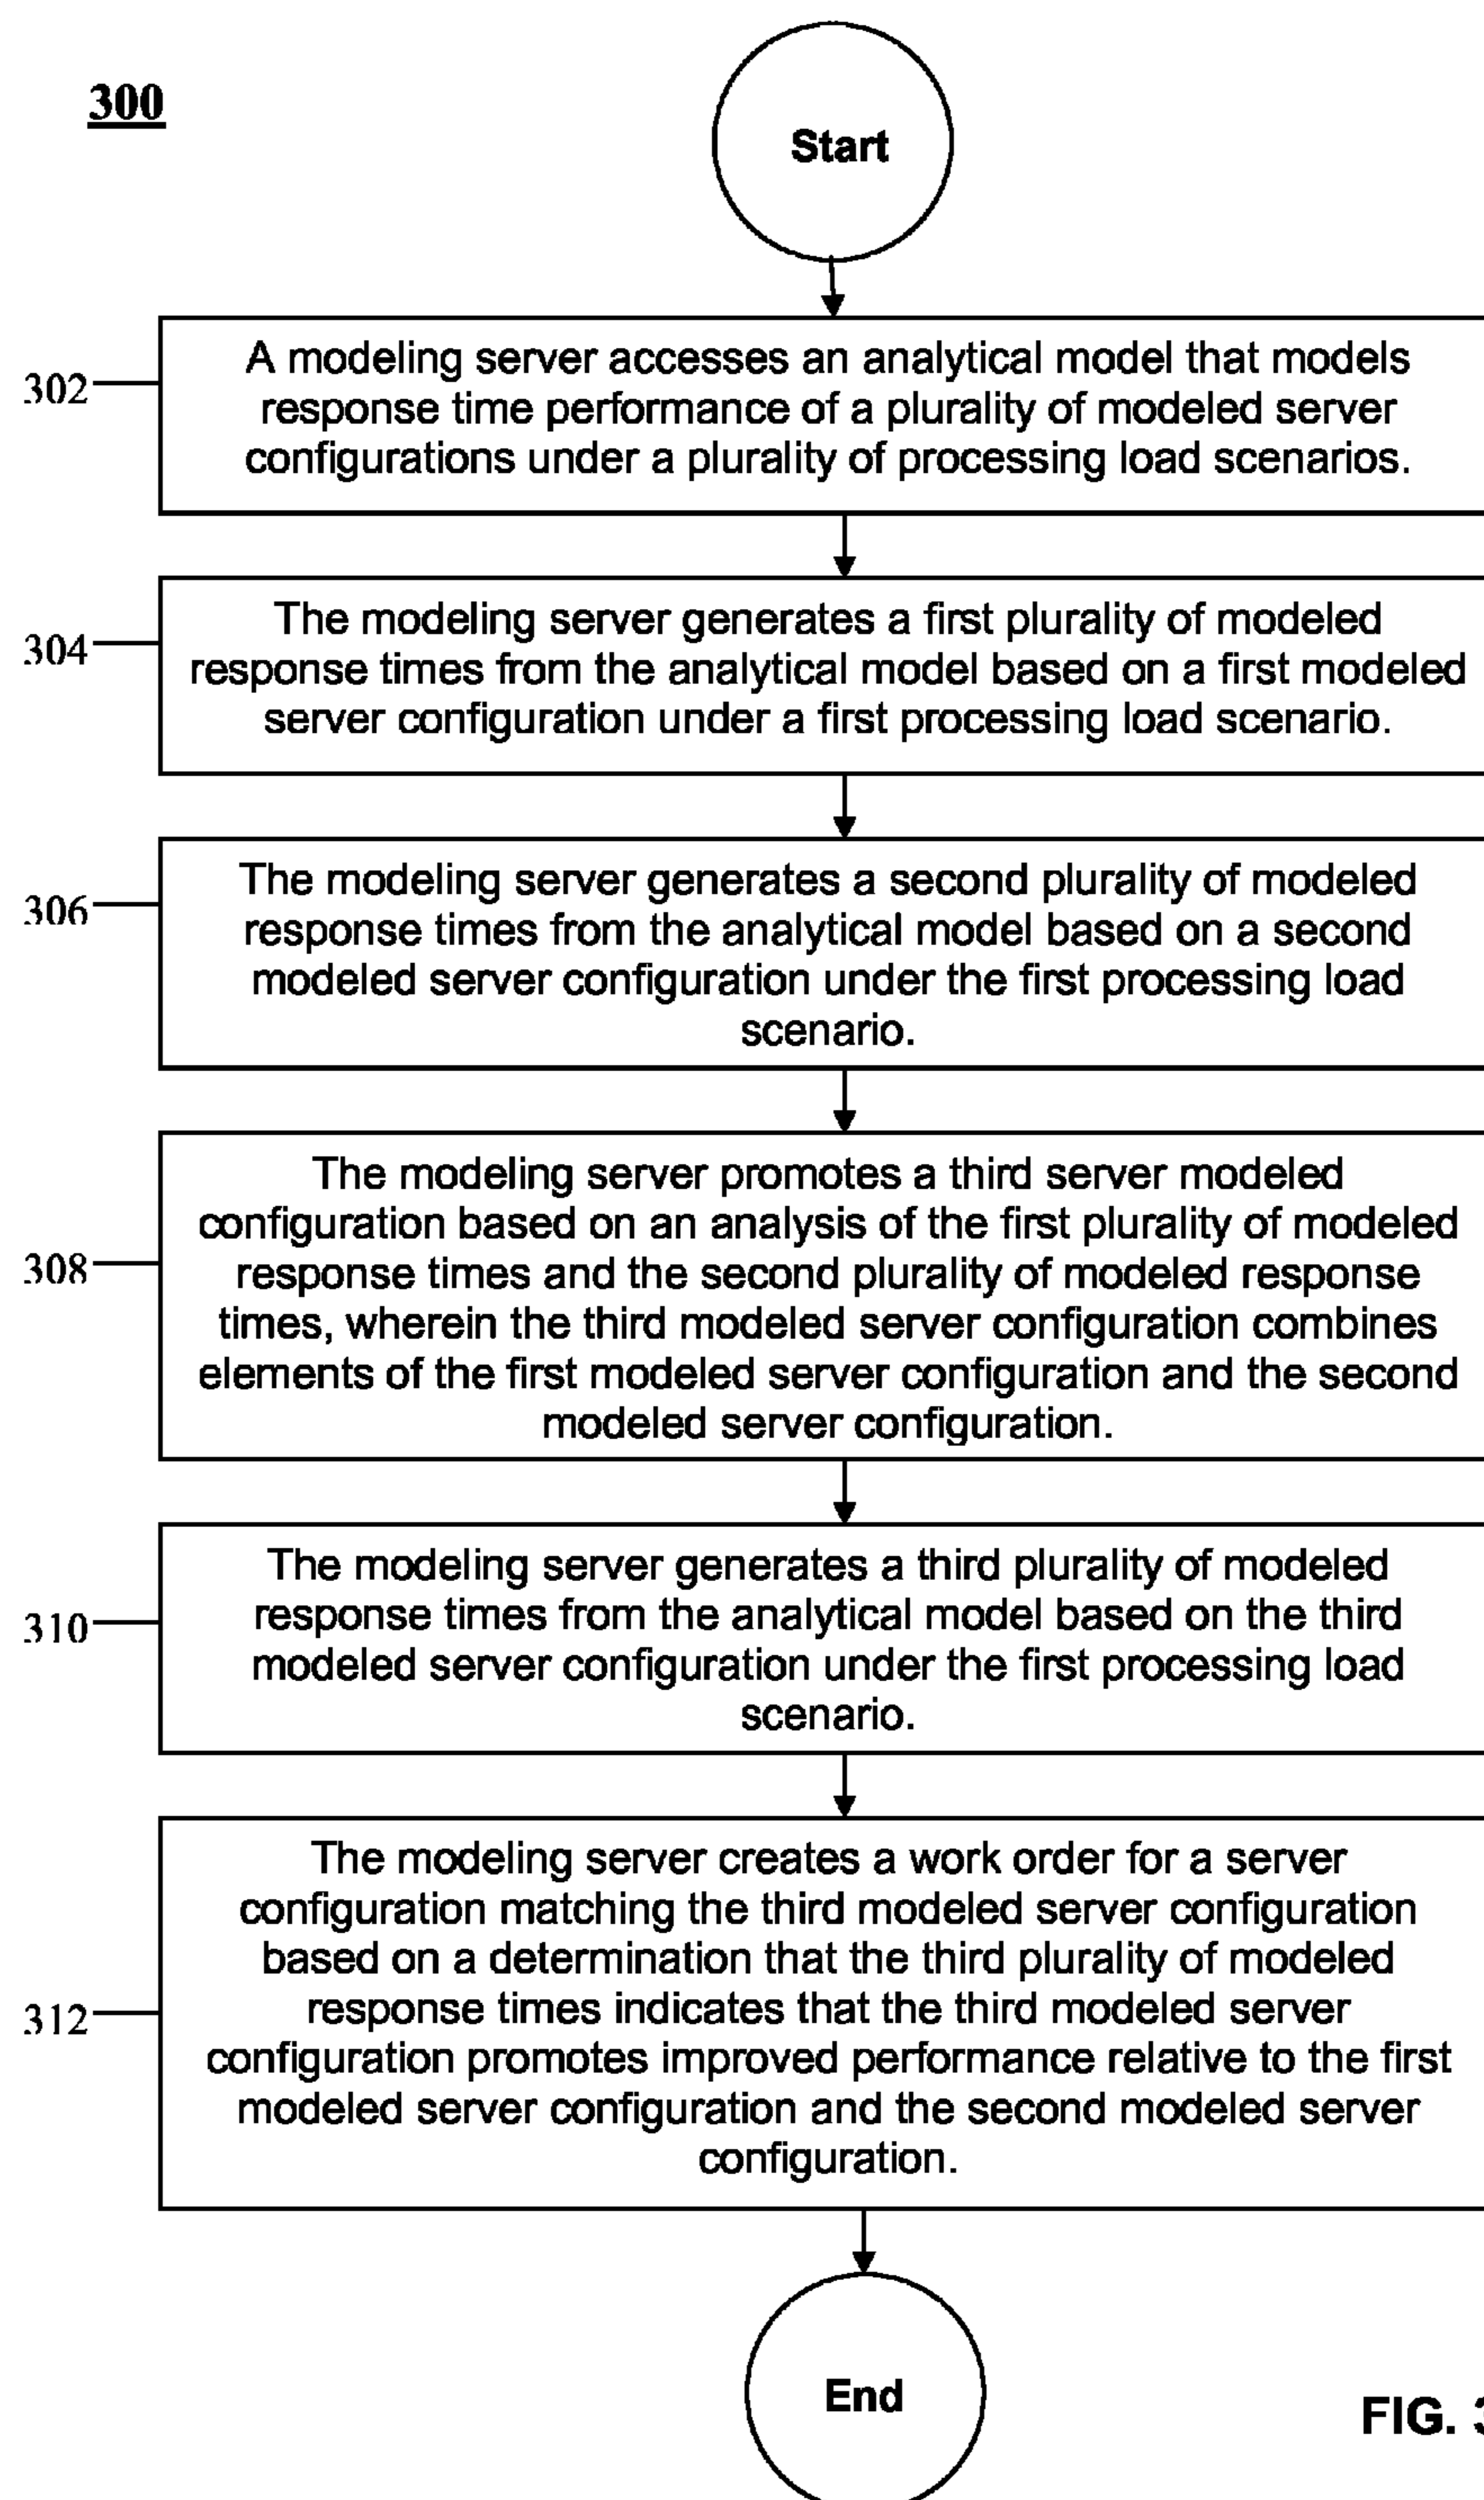 300
Start
302
A modeling server accesses an analytical model that models
response time performance of a plurality of modeled server
configurations under a plurality of processing load scenarios.
304
The modeling server generates a first plurality of modeled
response times from the analytical model based on a first modeled
server configuration under a first processing load scenario.
306
The modeling server generates a second plurality of modeled
response times from the analytical model based on a second
modeled server configuration under the first processing load
scenario.
308
The modeling server promotes a third server modeled
configuration based on an analysis of the first plurality of modeled
response times and the second plurality of modeled response
times, wherein the third modeled server configuration combines
elements of the first modeled server configuration and the second
modeled server configuration.
310
The modeling server generates a third plurality of modeled
response times from the analytical model based on the third
modeled server configuration under the first processing load
scenario.
312
The modeling server creates a work order for a server
configuration matching the third modeled server configuration
based on a determination that the third plurality of modeled
response times indicates that the third modeled server
configuration promotes improved performance relative to the first
modeled server configuration and the second modeled server
configuration.
End
FIG. 3